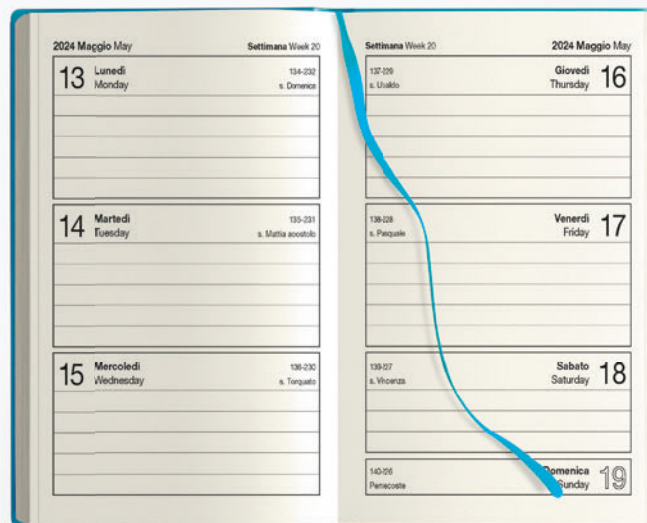 2024 Maggio May
Settimana Week 20
13 Lunedì
Monday
134-232
s. Domenica
14 Martedì
Tuesday
135-231
s. Mattia apostolo
15 Mercoledì
Wednesday
136-230
s. Torquato
Settimana Week 20
2024 Maggio May
137-229
s. Ubaldo
Giovedì 16
Thursday
138-228
s. Pasquale
Venerdì 17
Friday
139-227
s. Vincenza
Sabato 18
Saturday
140-226
Pentecoste
Domenica 19
Sunday